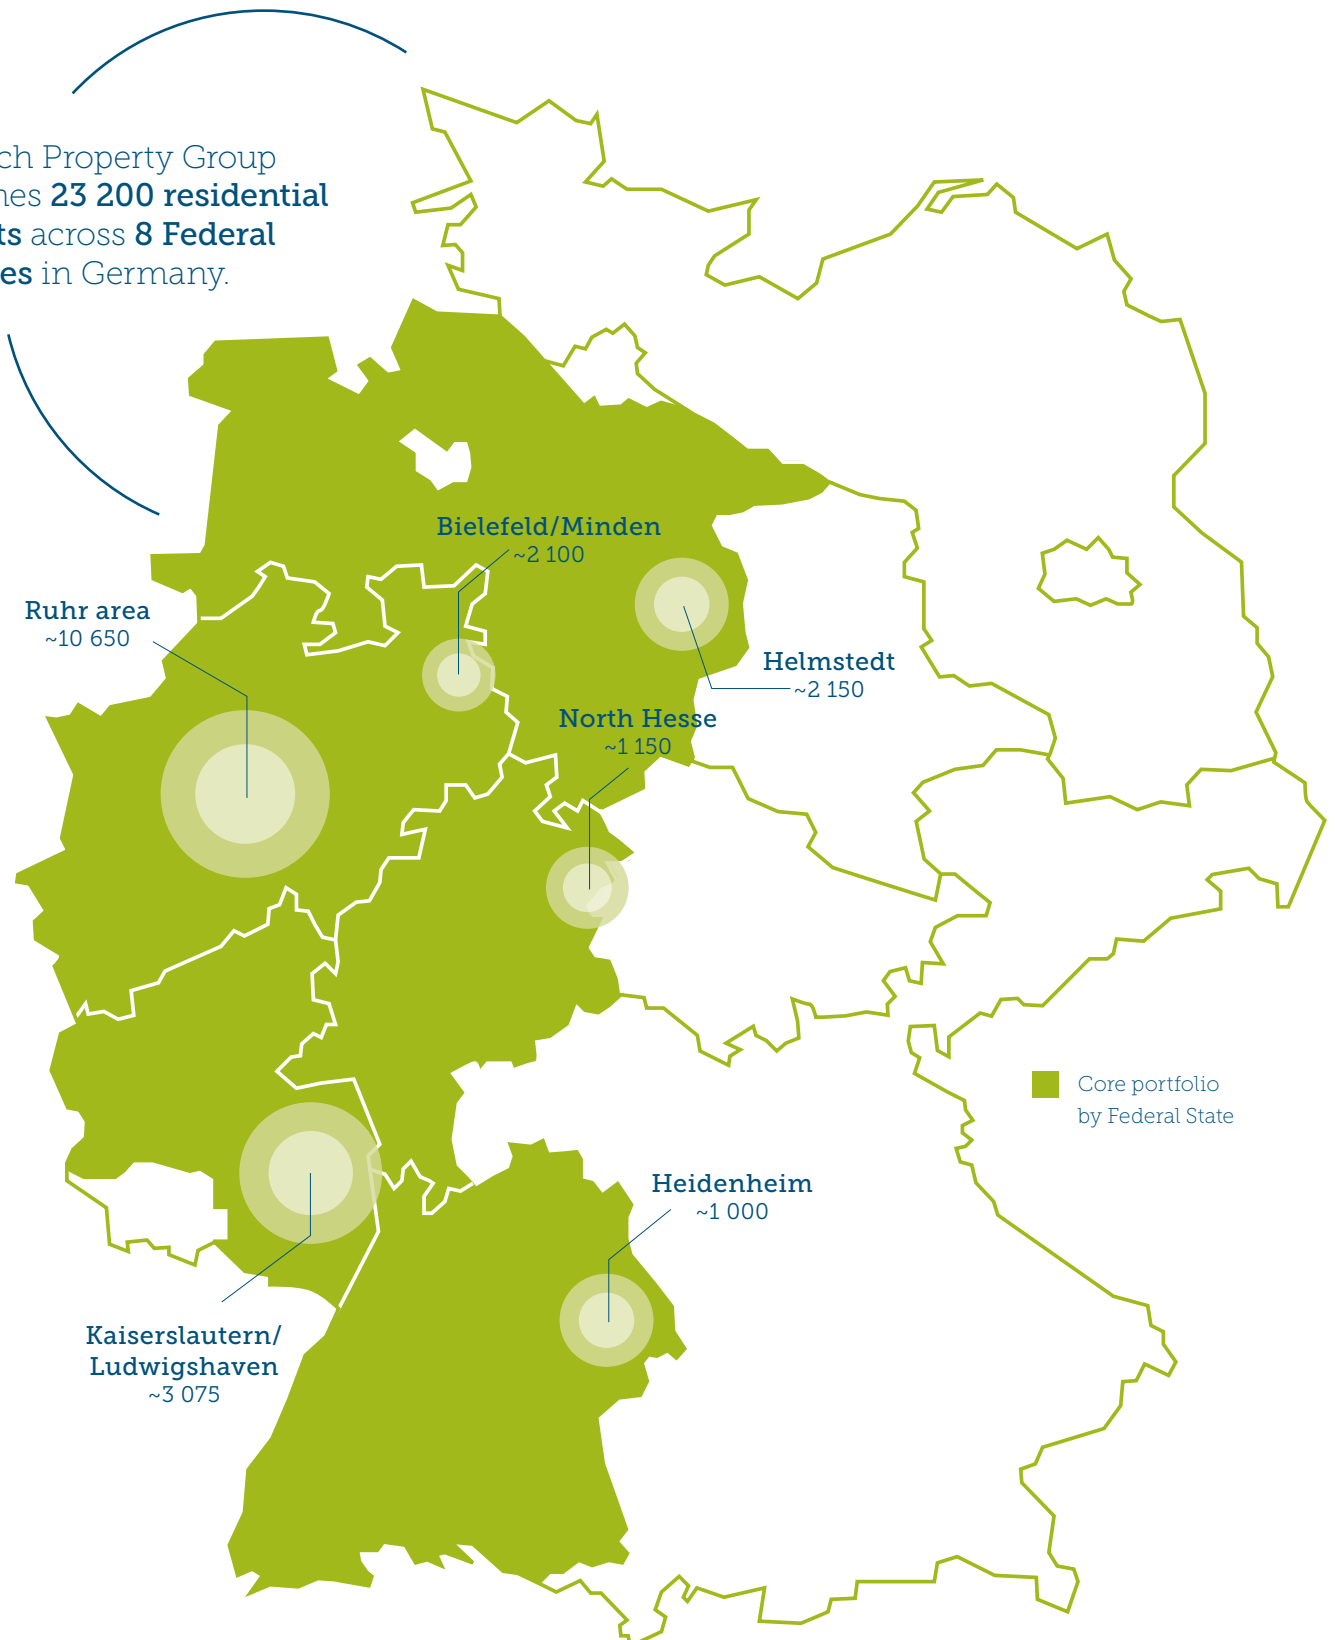 ch Property Group
nes 23 200 residential
ts across 8 Federal
es in Germany.
Bielefeld/Minden
~2 100
Ruhr area
~10 650
Helmstedt
~2 150
North Hesse
~1 150
Core portfolio
by Federal State
Heidenheim
~1 000
Kaiserslautern/
Ludwigshaven
~3 075